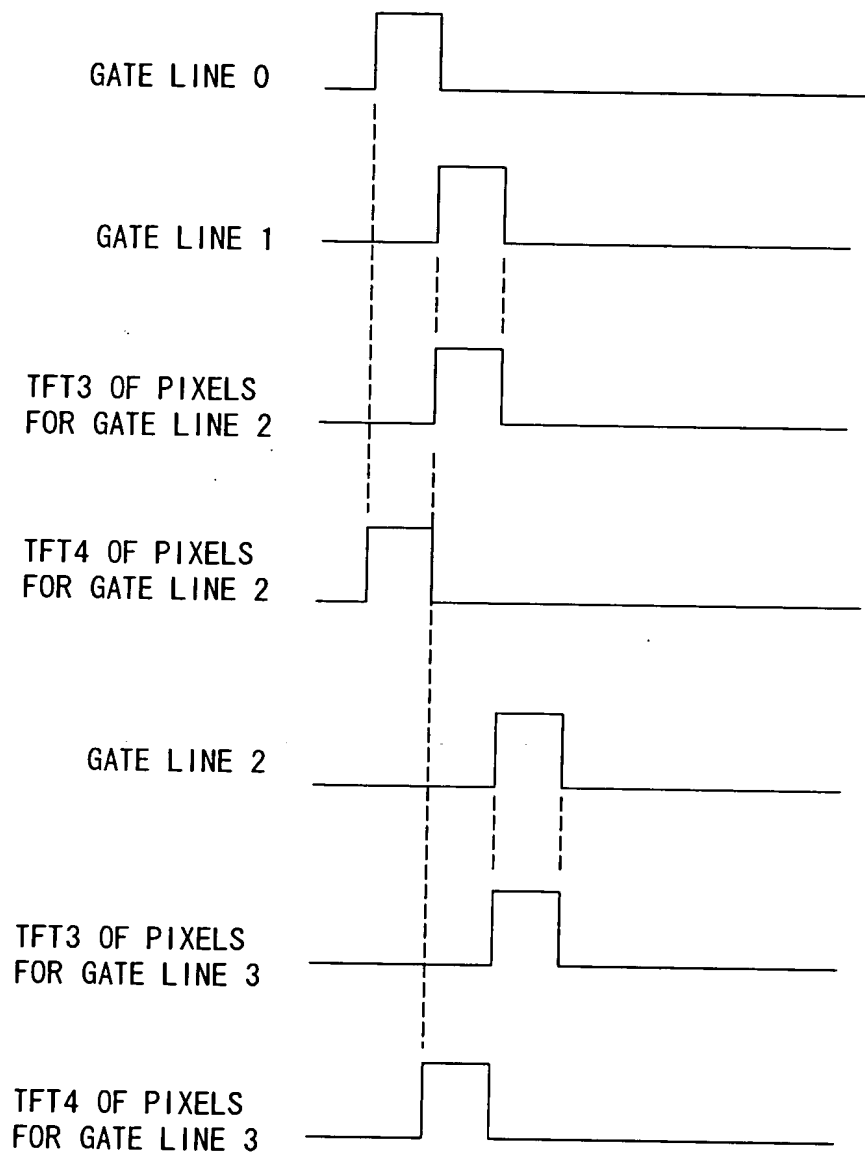 GATE LINE 0
GATE LINE 1
TFT3 OF PIXELS
FOR GATE LINE 2
TFT4 OF PIXELS
FOR GATE LINE 2
GATE LINE 2
TFT3 OF PIXELS
FOR GATE LINE 3
TFT4 OF PIXELS
FOR GATE LINE 3